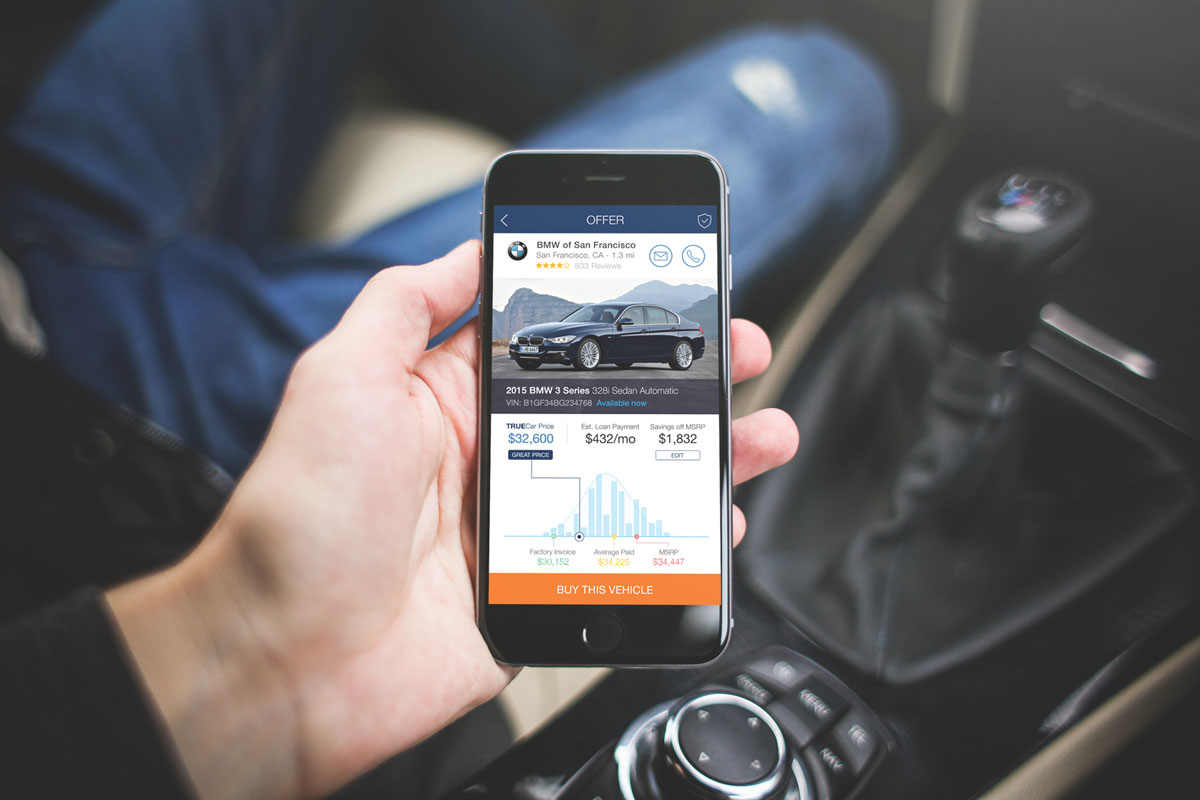 OFFER
BMW of San Francisco
San Francisco, CA - 1.3 mi
833 Reviews
2015 BMW 3 Series 328i Sedan Automatic
VIN: B1GF34BG234768 Available now
TRUECar Price
$32,600
GREAT PRICE
Est. Loan Payment
$432/mo
Savings off MSRP
$1,832
EDIT
Factory Invoice
$30,152
Average Paid
$34,225
MSRP
$34,447
BUY THIS VEHICLE
MENU
NAV